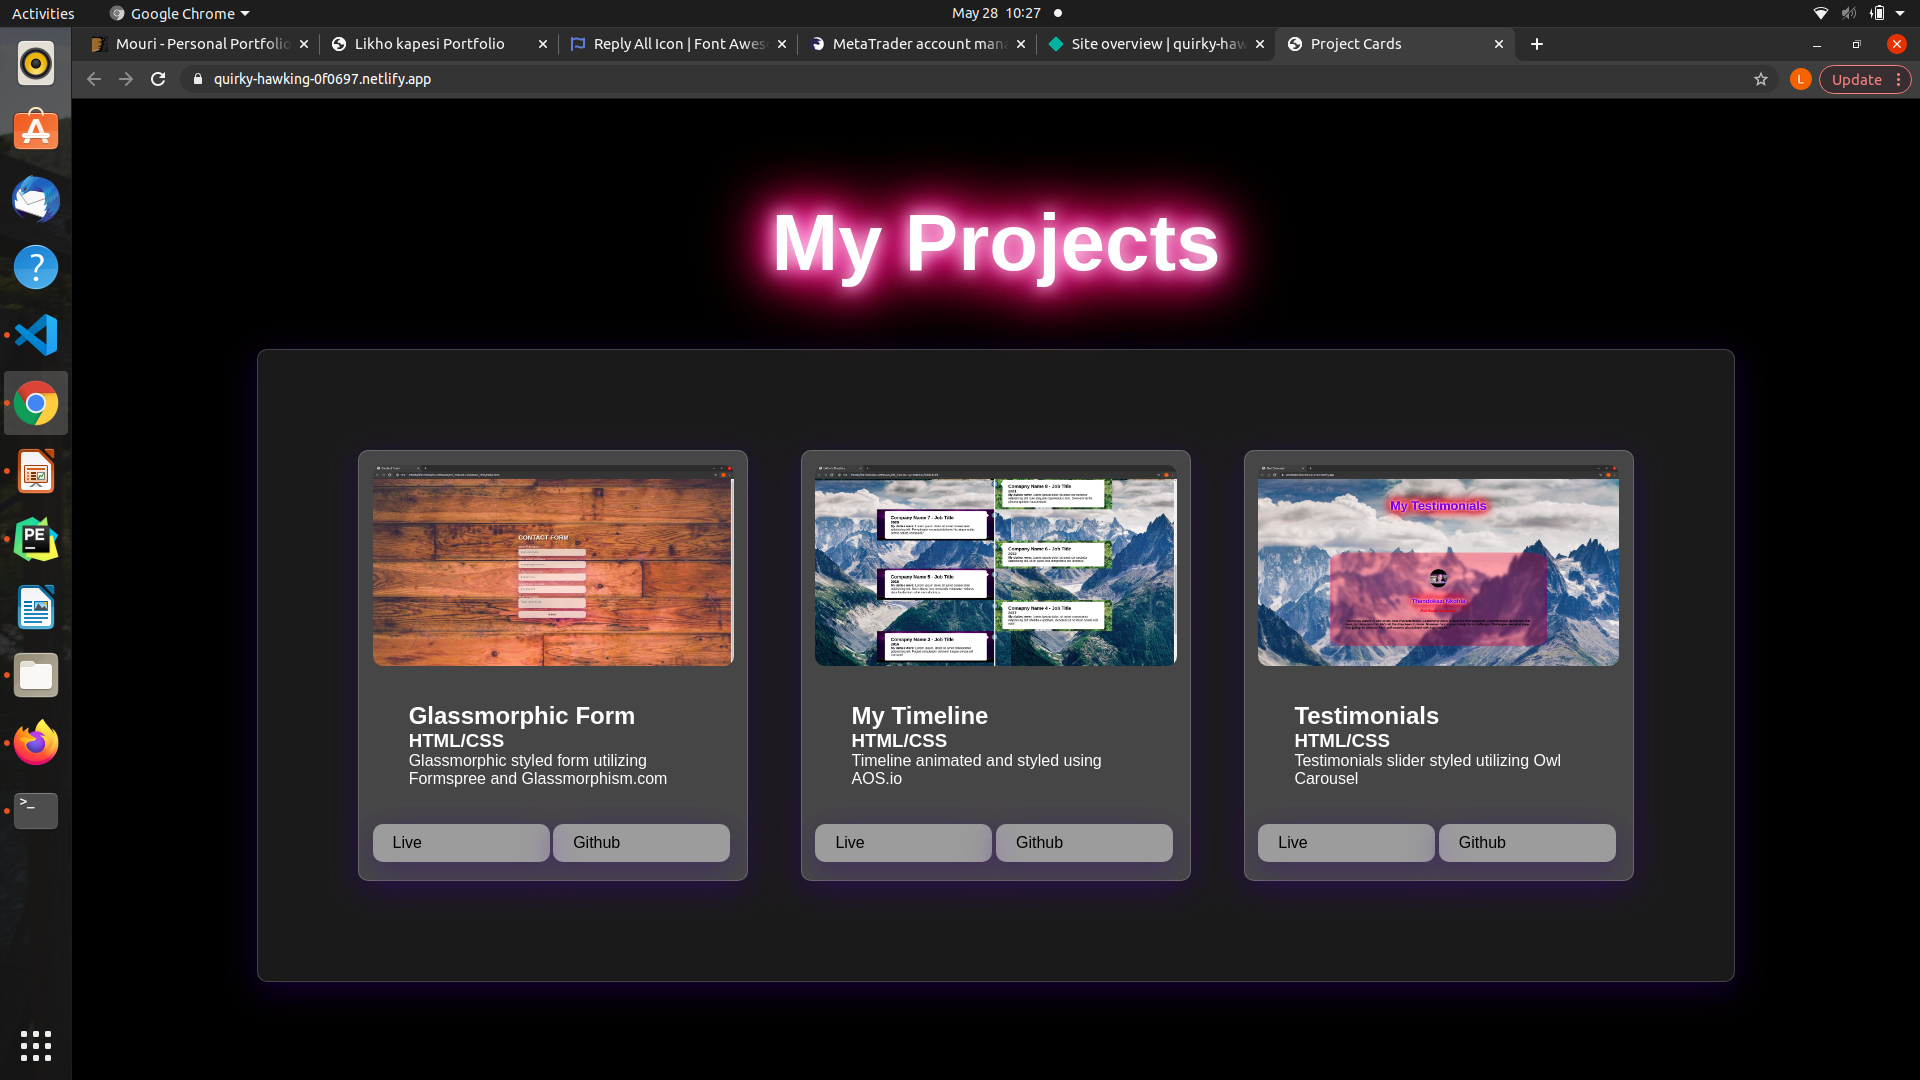 Activities
Google Chrome
May 28 10:27
Mouri - Personal Portfolio
Likho kapesi Portfolio
Reply All Icon | Font Awes
MetaTrader account man
Site overview | quirky-haw
Project Cards
quirky-hawking-0f0697.netlify.app
L
Update
My Projects
CONTACT FORM
Company Name 8 - Job Title
2021
Company Name 7 - Job Title
2020
Company Name 6 - Job Title
Company Name 5 - Job Title
Company Name 4 - Job Title
2017
Company Name 3 - Job Title
My Testimonials
Glassmorphic Form
HTML/CSS
Glassmorphic styled form utilizing
Formspree and Glassmorphism.com
Live
Github
My Timeline
HTML/CSS
Timeline animated and styled using
AOS.io
Live
Github
Testimonials
HTML/CSS
Testimonials slider styled utilizing Owl
Carousel
Live
Github
PE
>_